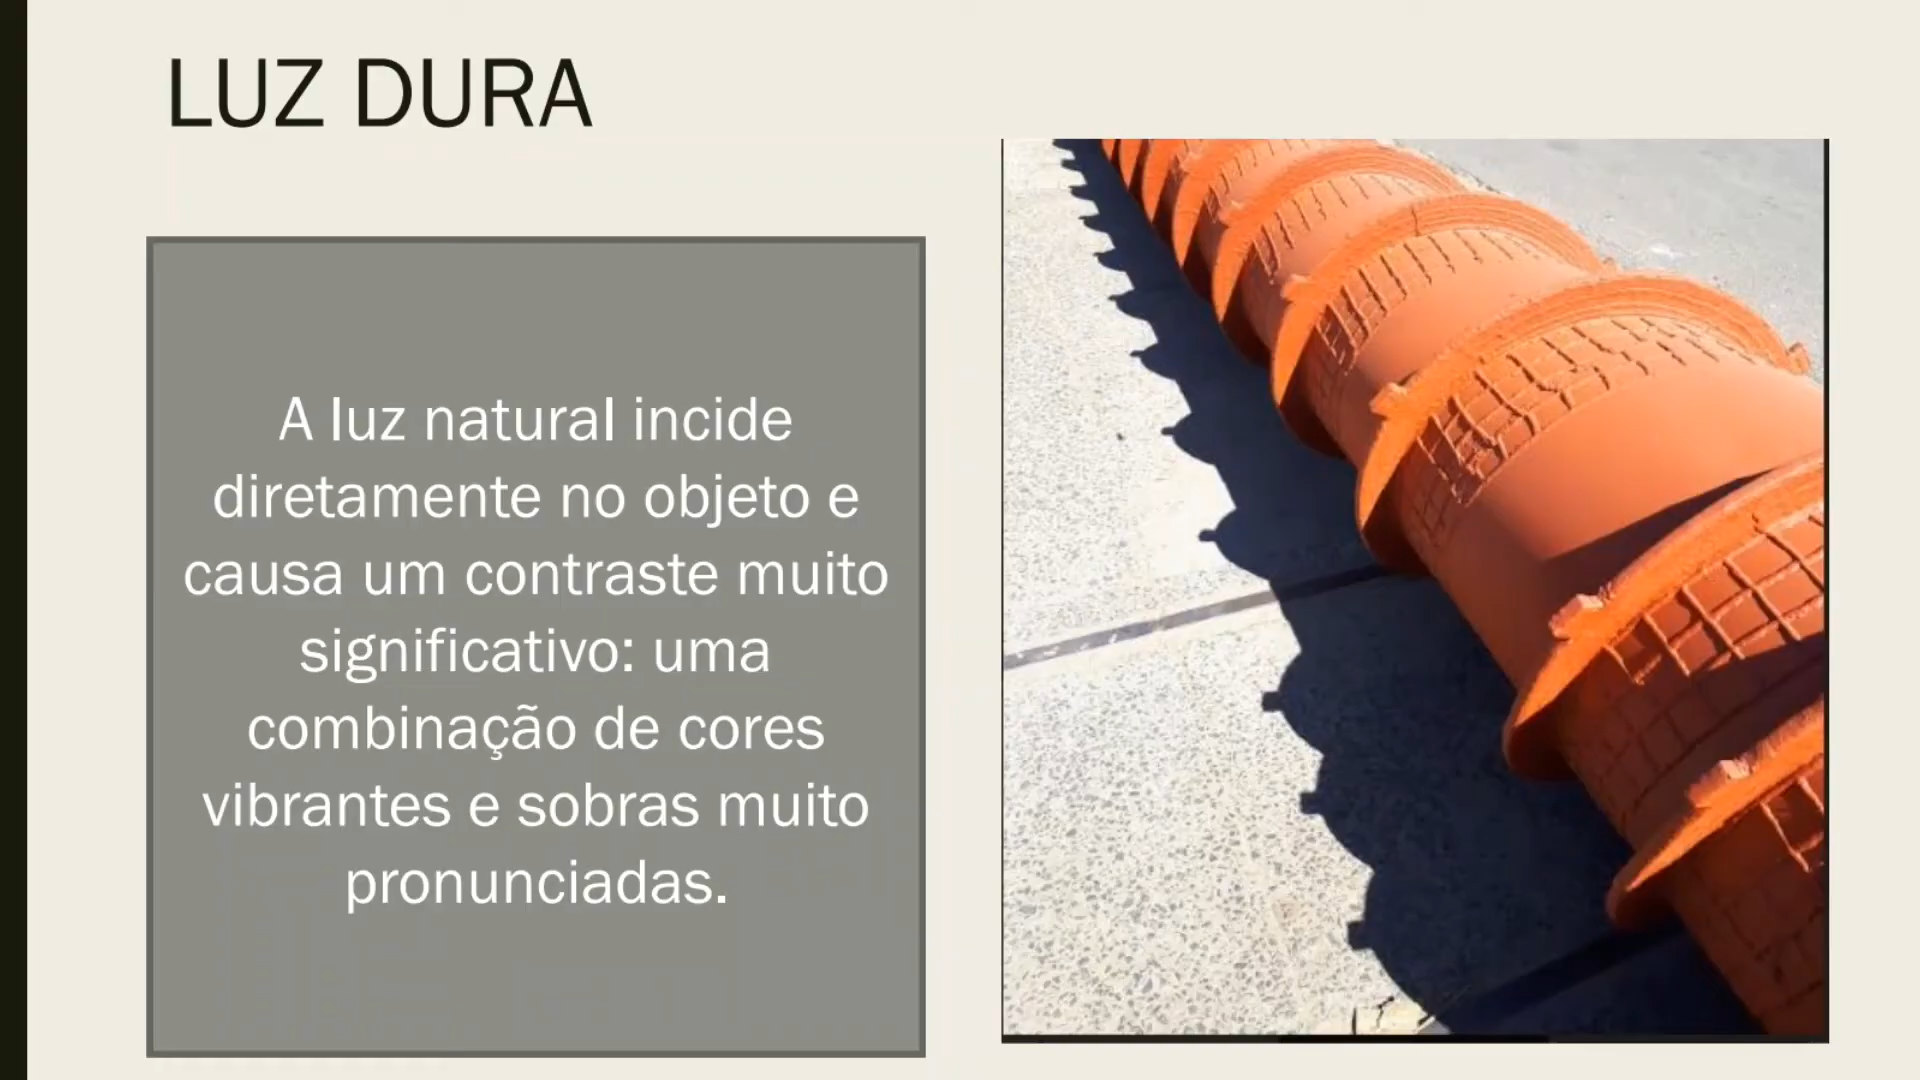 LUZ DURA
A luz natural incide
diretamente no objeto e
causa um contraste muito
significativo: uma
combinação de cores
vibrantes e sobras muito
pronunciadas.